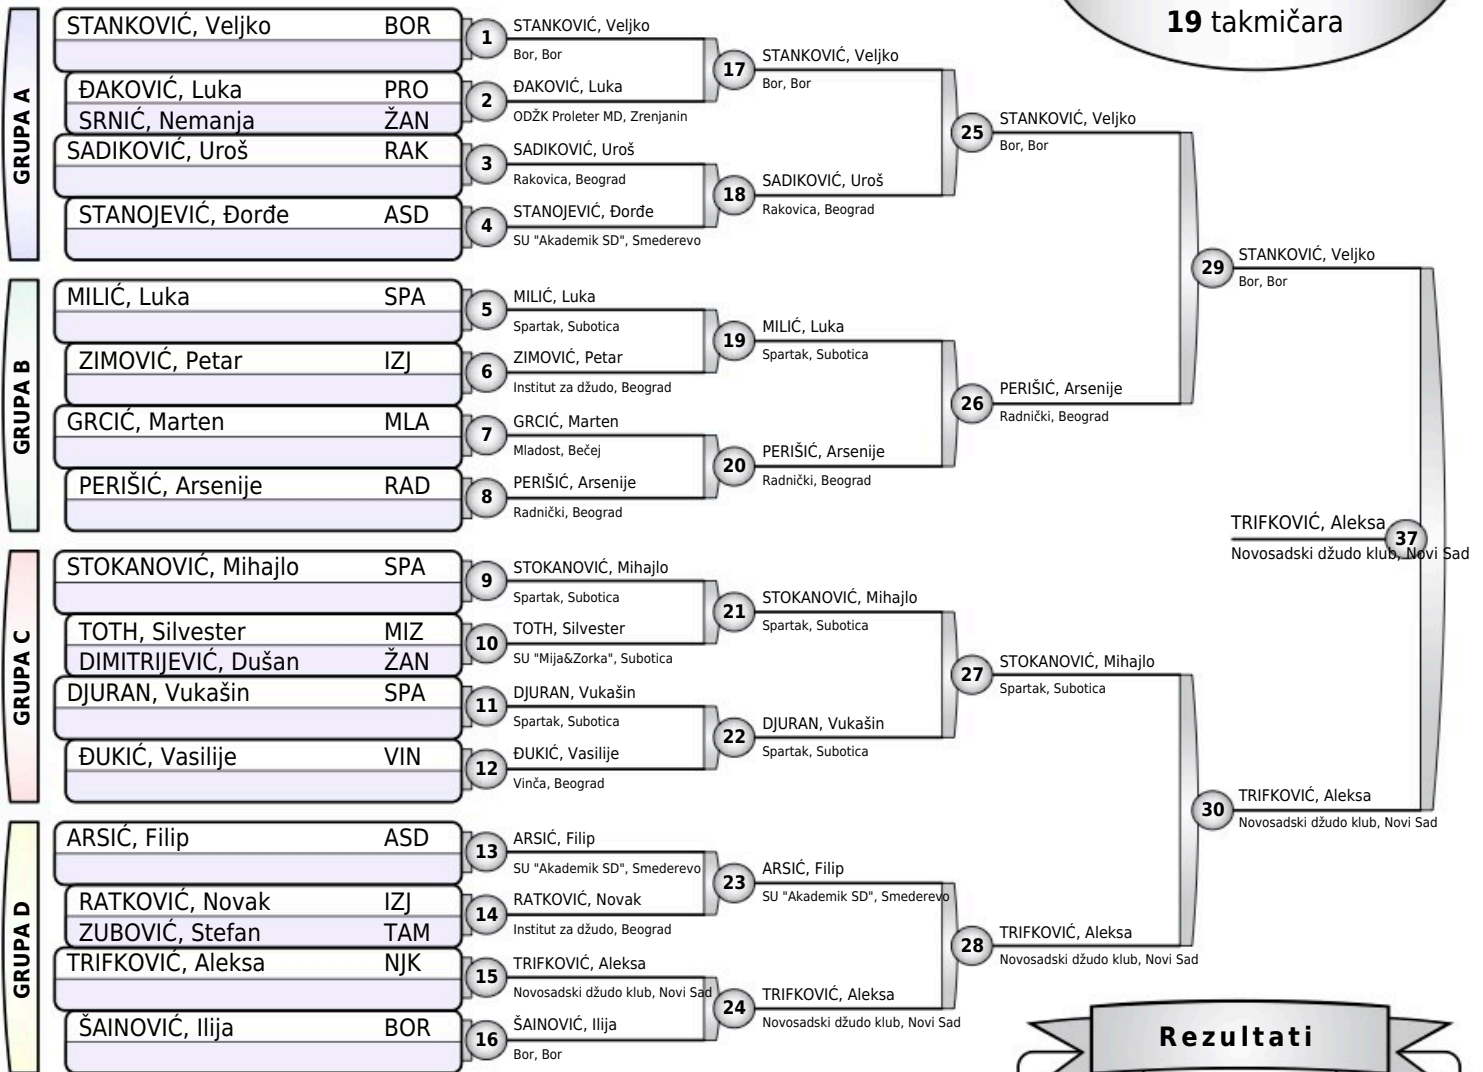 19 takmičara
GRUPA A
STANKOVIĆ, Veljko BOR
ĐAKOVIĆ, Luka PRO
SRNIĆ, Nemanja ŽAN
SADIKOVIĆ, Uroš RAK
STANOJEVIĆ, Đorđe ASD
1 STANKOVIĆ, Veljko
Bor, Bor
2 ĐAKOVIĆ, Luka
ODŽK Proleter MD, Zrenjanin
3 SADIKOVIĆ, Uroš
Rakovica, Beograd
4 STANOJEVIĆ, Đorđe
SU "Akademik SD", Smederevo
17 STANKOVIĆ, Veljko
Bor, Bor
18 SADIKOVIĆ, Uroš
Rakovica, Beograd
25 STANKOVIĆ, Veljko
Bor, Bor
GRUPA B
MILIĆ, Luka SPA
ZIMOVIĆ, Petar IZJ
GRCIĆ, Marten MLA
PERIŠIĆ, Arsenije RAD
5 MILIĆ, Luka
Spartak, Subotica
6 ZIMOVIĆ, Petar
Institut za džudo, Beograd
7 GRCIĆ, Marten
Mladost, Bečej
8 PERIŠIĆ, Arsenije
Radnički, Beograd
19 MILIĆ, Luka
Spartak, Subotica
20 PERIŠIĆ, Arsenije
Radnički, Beograd
26 PERIŠIĆ, Arsenije
Radnički, Beograd
29 STANKOVIĆ, Veljko
Bor, Bor
GRUPA C
STOKANOVIĆ, Mihajlo SPA
TOTH, Silvester MIZ
DIMITRIJEVIĆ, Dušan ŽAN
DJURAN, Vukašin SPA
ĐUKIĆ, Vasilije VIN
9 STOKANOVIĆ, Mihajlo
Spartak, Subotica
10 TOTH, Silvester
SU "Mija&Zorka", Subotica
11 DJURAN, Vukašin
Spartak, Subotica
12 ĐUKIĆ, Vasilije
Vinča, Beograd
21 STOKANOVIĆ, Mihajlo
Spartak, Subotica
22 DJURAN, Vukašin
Spartak, Subotica
27 STOKANOVIĆ, Mihajlo
Spartak, Subotica
GRUPA D
ARSIĆ, Filip ASD
RATKOVIĆ, Novak IZJ
ZUBOVIĆ, Stefan TAM
TRIFKOVIĆ, Aleksa NJK
ŠAINOVIĆ, Ilija BOR
13 ARSIĆ, Filip
SU "Akademik SD", Smederevo
14 RATKOVIĆ, Novak
Institut za džudo, Beograd
15 TRIFKOVIĆ, Aleksa
Novosadski džudo klub, Novi Sad
16 ŠAINOVIĆ, Ilija
Bor, Bor
23 ARSIĆ, Filip
SU "Akademik SD", Smederevo
24 TRIFKOVIĆ, Aleksa
Novosadski džudo klub, Novi Sad
28 TRIFKOVIĆ, Aleksa
Novosadski džudo klub, Novi Sad
30 TRIFKOVIĆ, Aleksa
Novosadski džudo klub, Novi Sad
TRIFKOVIĆ, Aleksa 37
Novosadski džudo klub, Novi Sad
Rezultati